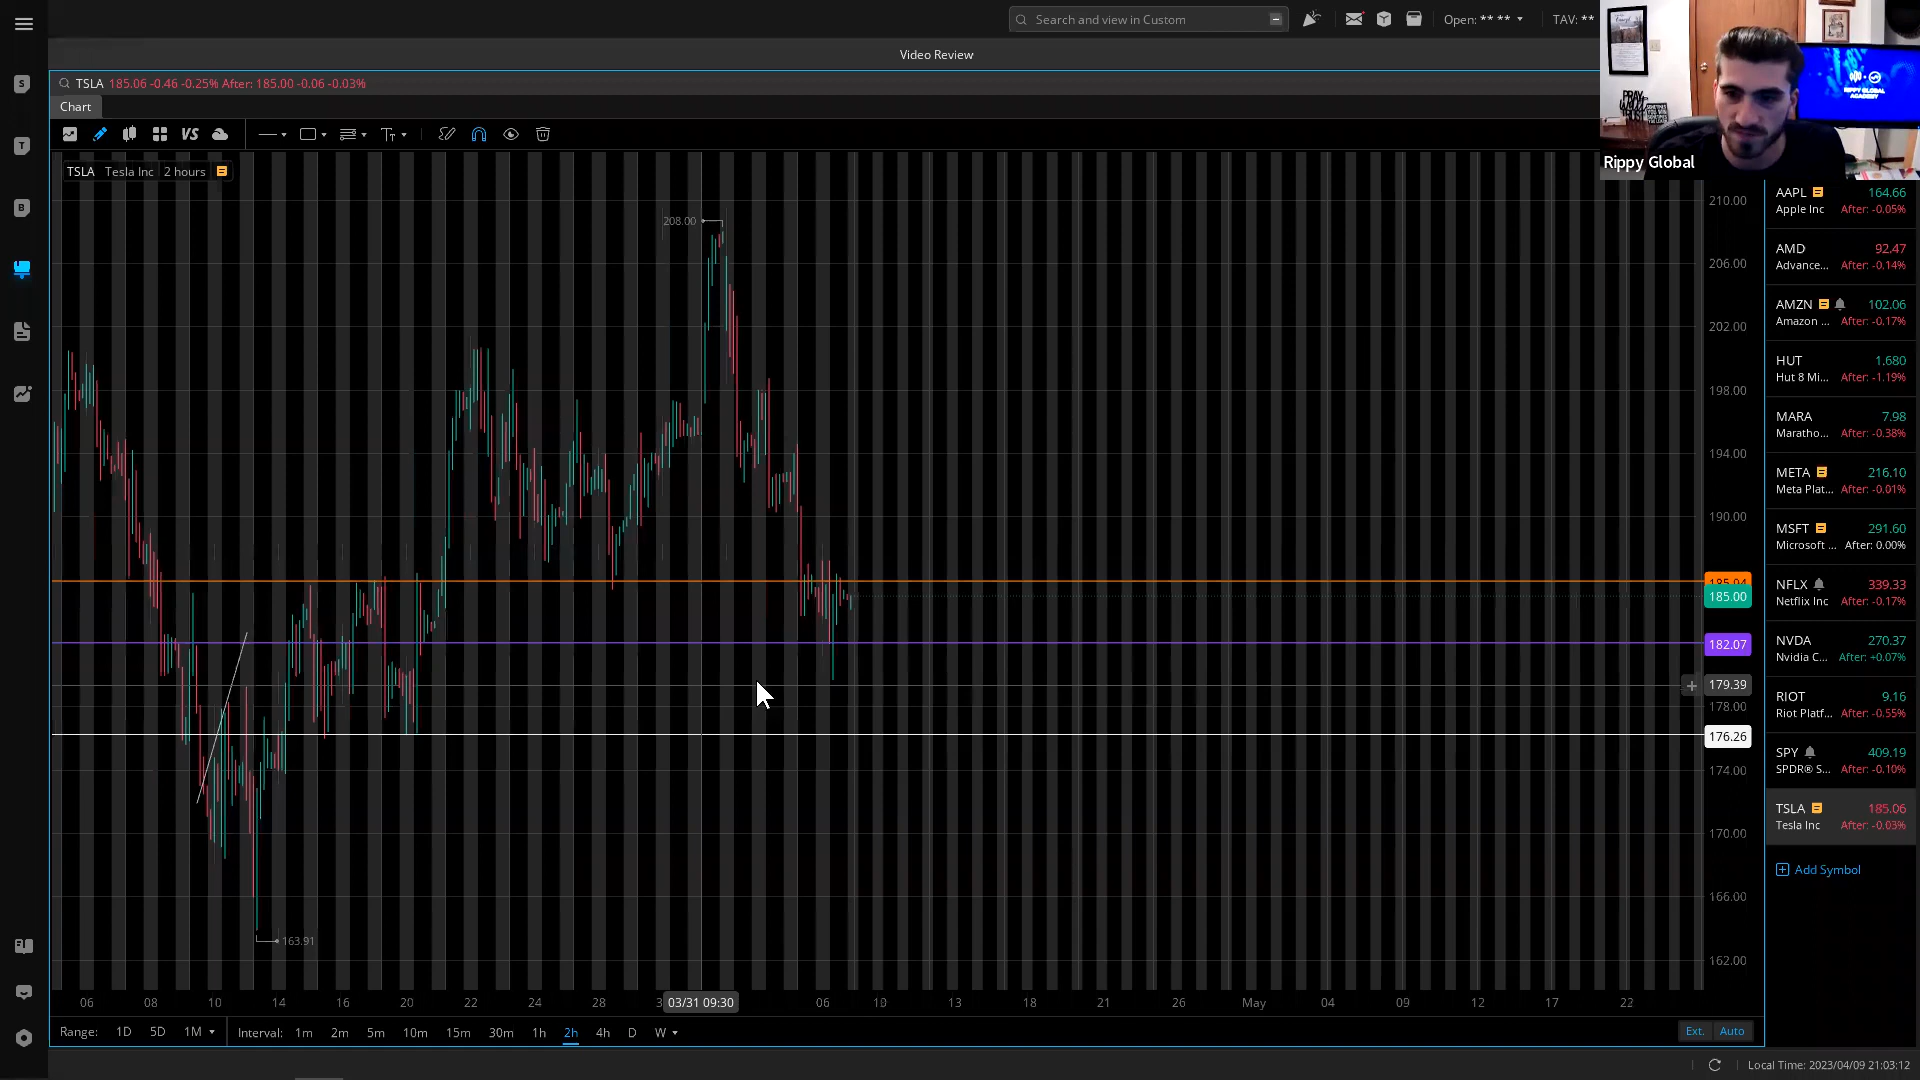 Search and view in Custom
Open: ** **
TAV: **
Video Review
TSLA 185.06 -0.46 -0.25% After: 185.00 -0.06 -0.03%
Chart
VS
TSLA Tesla Inc 2 hours
Rippy Global
RIPPY GLOBAL
ACADEMY
210.00
206.00
202.00
198.00
194.00
190.00
185.00
182.07
179.39
178.00
176.26
174.00
170.00
166.00
162.00
208.00
163.91
AAPL 164.66
Apple Inc After: -0.05%
AMD 92.47
Advance... After: -0.14%
AMZN 102.06
Amazon ... After: -0.17%
HUT 1.680
Hut 8 Mi... After: -1.19%
MARA 7.98
Maratho... After: -0.38%
META 216.10
Meta Plat... After: -0.01%
MSFT 291.60
Microsoft ... After: 0.00%
NFLX 339.33
Netflix Inc After: -0.17%
NVDA 270.37
Nvidia C... After: +0.07%
RIOT 9.16
Riot Platf... After: -0.55%
SPY 409.19
SPDR® S... After: -0.10%
TSLA 185.06
Tesla Inc After: -0.03%
Add Symbol
06 08 10 14 16 20 22 24 28 03/31 09:30 06 10 13 18 21 26 May 04 09 12 17 22
Range: 1D 5D 1M Interval: 1m 2m 5m 10m 15m 30m 1h 2h 4h D W
Ext. Auto
Local Time: 2023/04/09 21:03:12